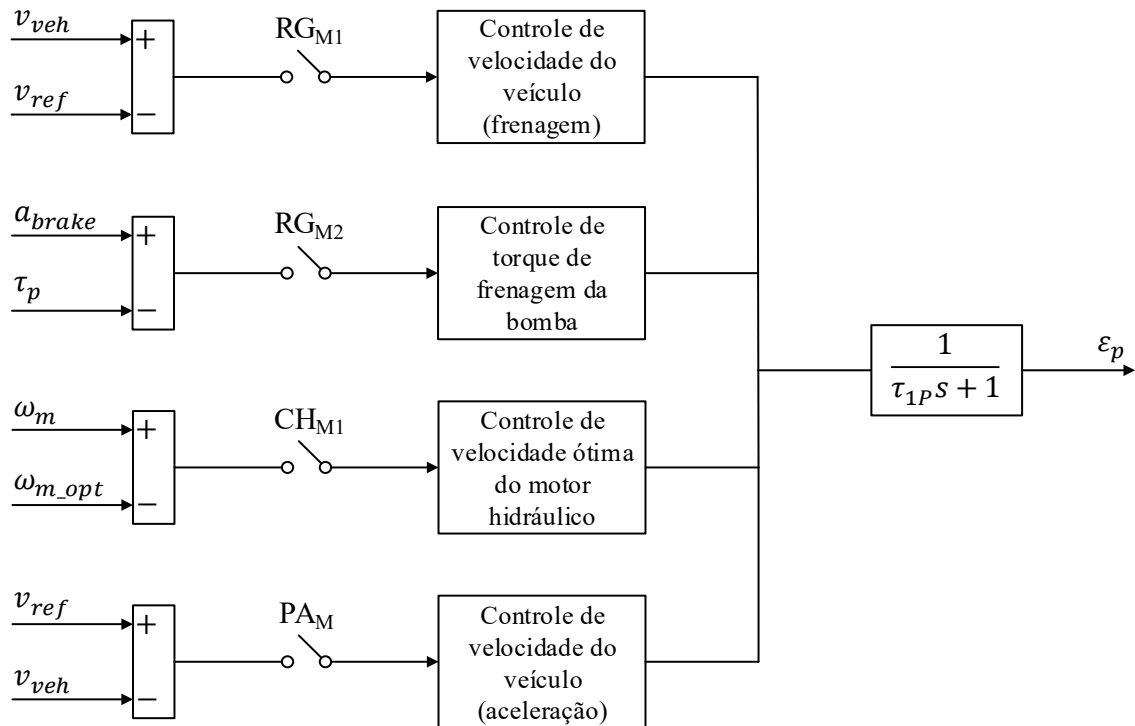 v_veh
+
v_ref
−
RG_M1
Controle de
velocidade do
veículo
(frenagem)
a_brake
+
τ_p
−
RG_M2
Controle de
torque de
frenagem da
bomba
ω_m
+
ω_m_opt
−
CH_M1
Controle de
velocidade ótima
do motor
hidráulico
v_ref
+
v_veh
−
PA_M
Controle de
velocidade do
veículo
(aceleração)
1
τ_1P s + 1
ε_p